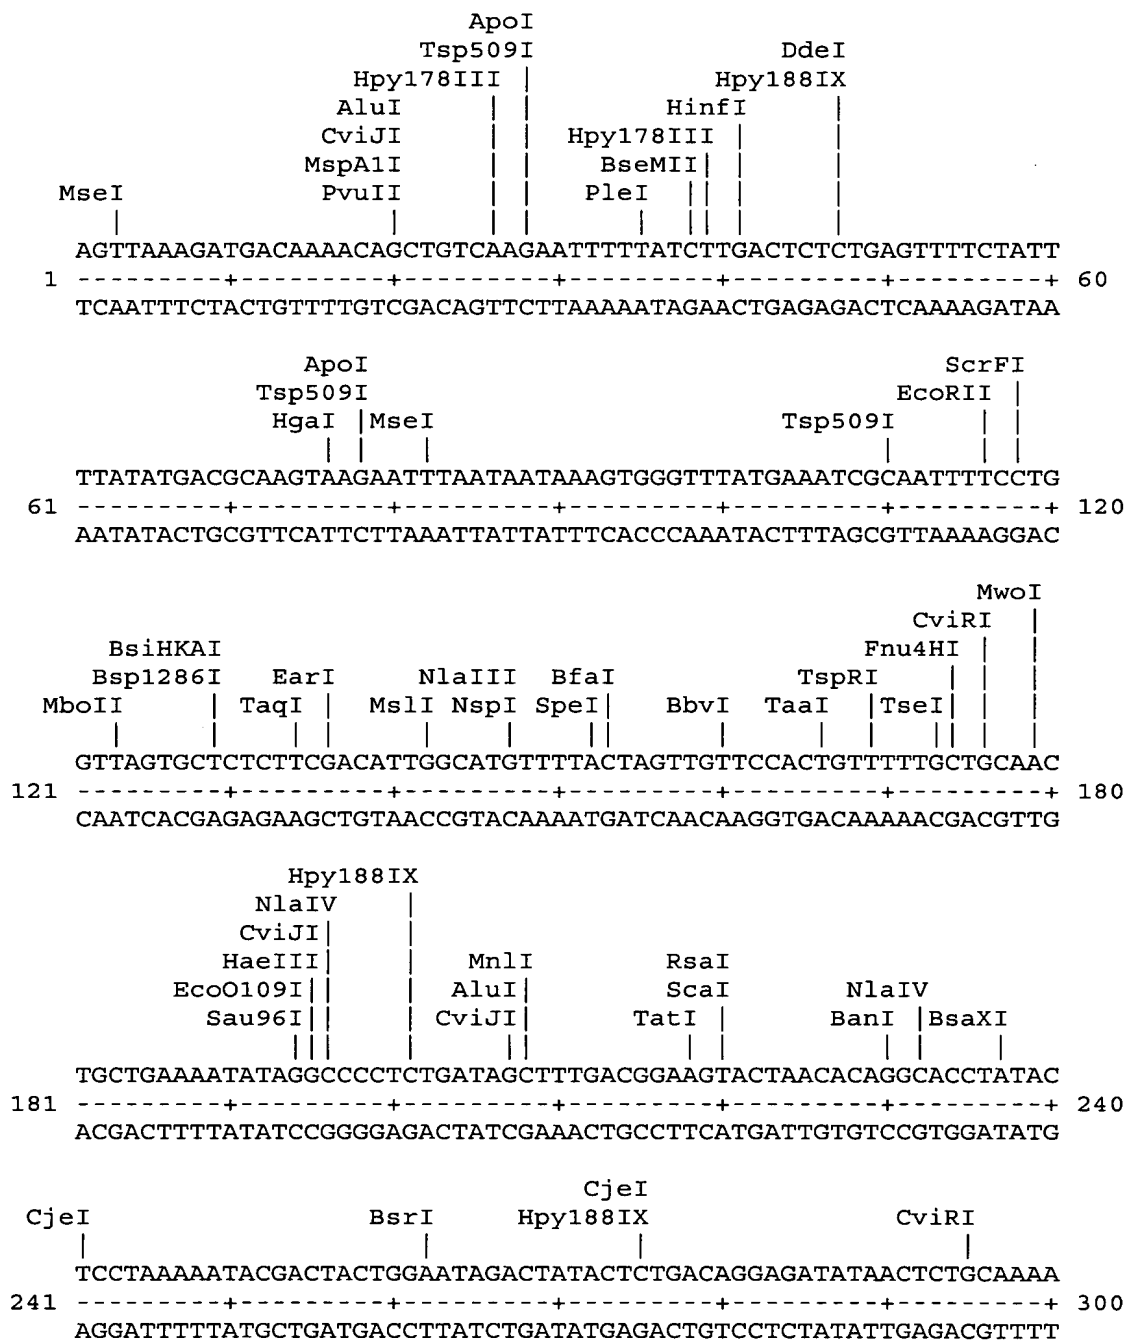 ApoI
Tsp509I DdeI
Hpy178III | Hpy188IX
AluI HinfI
CviJI Hpy178III
MspA1I BseMII
MseI PvuII PleI
AGTTAAAGATGACAAAACAGCTGTCAAGAATTTTTATCTTGACTCTCTGAGTTTTCTATT
1 ---------+---------+---------+---------+---------+---------+ 60
TCAATTTCTACTGTTTTGTCGACAGTTCTTAAAAATAGAACTGAGAGACTCAAAAGATAA
ApoI ScrFI
Tsp509I EcoRII
HgaI MseI Tsp509I
TTATATGACGCAAGTAAGAATTTAATAATAAAGTGGGTTTATGAAATCGCAATTTTCCTG
61 ---------+---------+---------+---------+---------+---------+ 120
AATATACTGCGTTCATTCTTAAATTATTATTTCACCCAAATACTTTAGCGTTAAAAGGAC
MwoI
CviRI
BsiHKAI Fnu4HI
Bsp1286I EarI NlaIII BfaI TspRI
MboII TaqI MslI NspI SpeI BbvI TaaI TseI
GTTAGTGCTCTCTTCGACATTGGCATGTTTTACTAGTTGTTCCACTGTTTTTGCTGCAAC
121 ---------+---------+---------+---------+---------+---------+ 180
CAATCACGAGAGAAGCTGTAACCGTACAAAATGATCAACAAGGTGACAAAAACGACGTTG
Hpy188IX
NlaIV
CviJI
HaeIII MnlI RsaI
EcoO109I AluI ScaI NlaIV
Sau96I CviJI TatI BanI BsaXI
TGCTGAAAATATAGGCCCCTCTGATAGCTTTGACGGAAGTACTAACACAGGCACCTATAC
181 ---------+---------+---------+---------+---------+---------+ 240
ACGACTTTTATATCCGGGGAGACTATCGAAACTGCCTTCATGATTGTGTCCGTGGATATG
CjeI
CjeI BsrI Hpy188IX CviRI
TCCTAAAAATACGACTACTGGAATAGACTATACTCTGACAGGAGATATAACTCTGCAAAA
241 ---------+---------+---------+---------+---------+---------+ 300
AGGATTTTTATGCTGATGACCTTATCTGATATGAGACTGTCCTCTATATTGAGACGTTTT